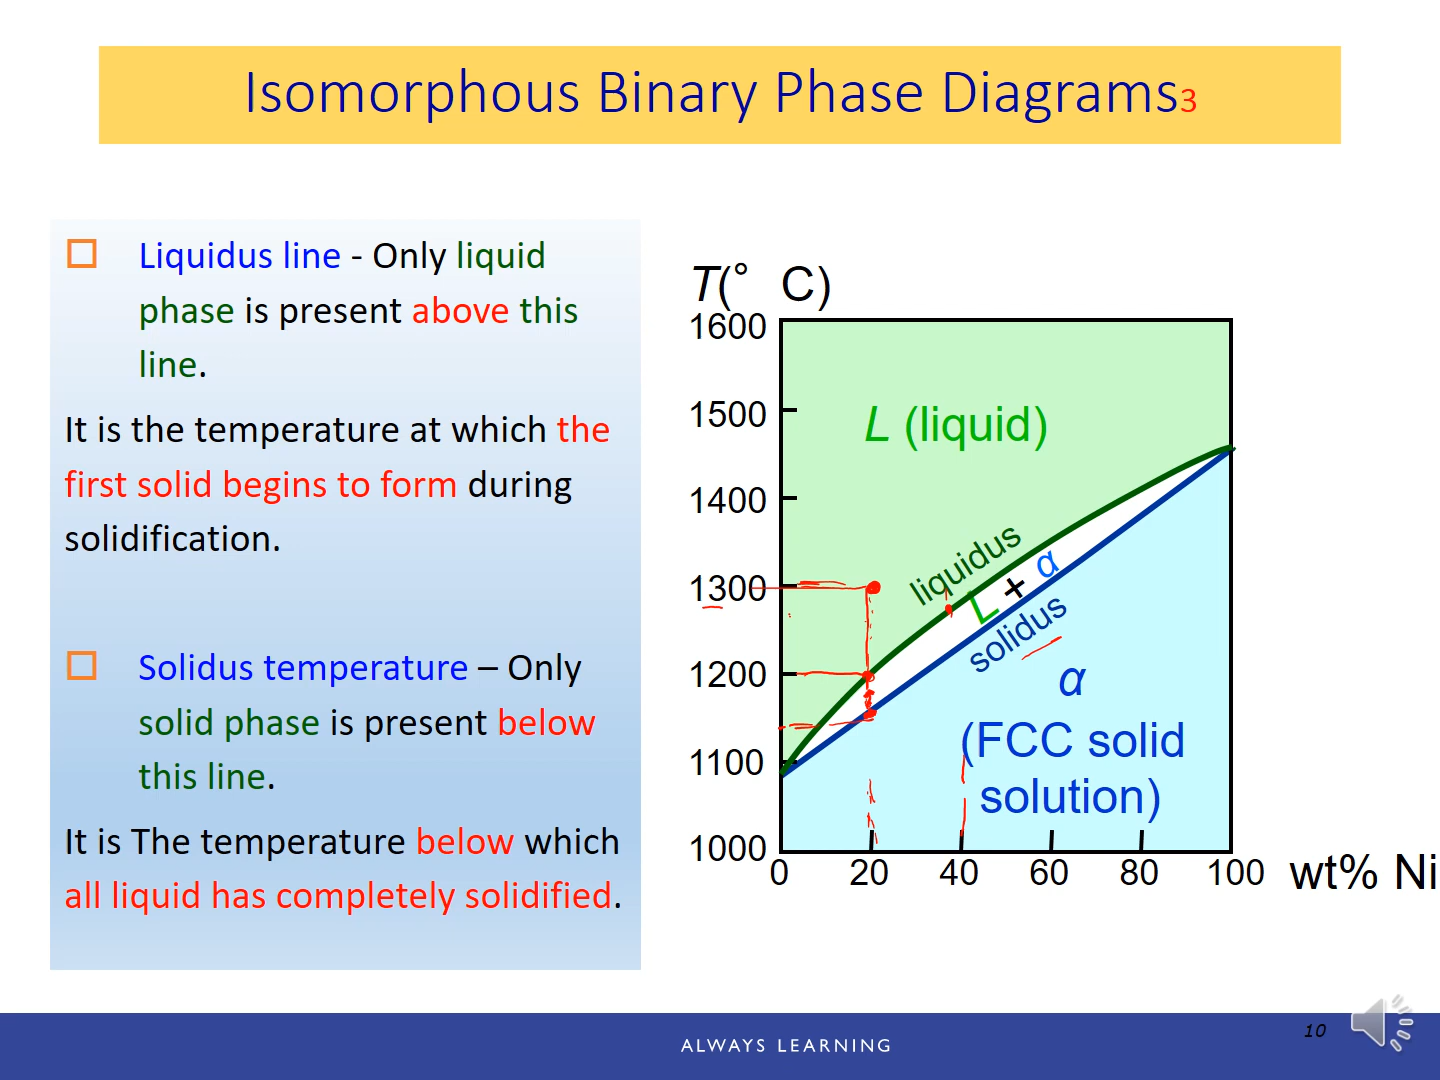 Isomorphous Binary Phase Diagrams3
Liquidus line - Only liquid
phase is present above this
line.
It is the temperature at which the
first solid begins to form during
solidification.
Solidus temperature – Only
solid phase is present below
this line.
It is The temperature below which
all liquid has completely solidified.
T(° C)
1600
1500
1400
1300
1200
1100
1000
L (liquid)
liquidus
L + α
solidus
α
(FCC solid
solution)
0 20 40 60 80 100 wt% Ni
10
ALWAYS LEARNING